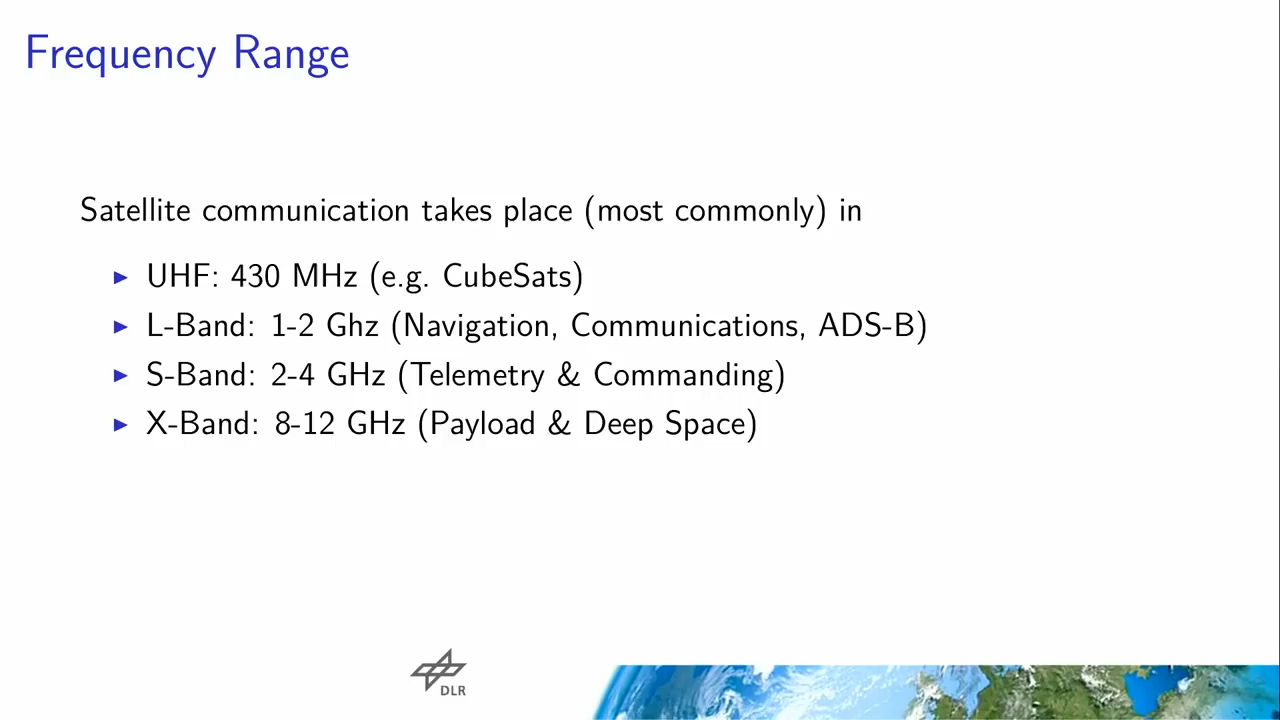 Frequency Range
Satellite communication takes place (most commonly) in
▶ UHF: 430 MHz (e.g. CubeSats)
▶ L-Band: 1-2 Ghz (Navigation, Communications, ADS-B)
▶ S-Band: 2-4 GHz (Telemetry & Commanding)
▶ X-Band: 8-12 GHz (Payload & Deep Space)
DLR